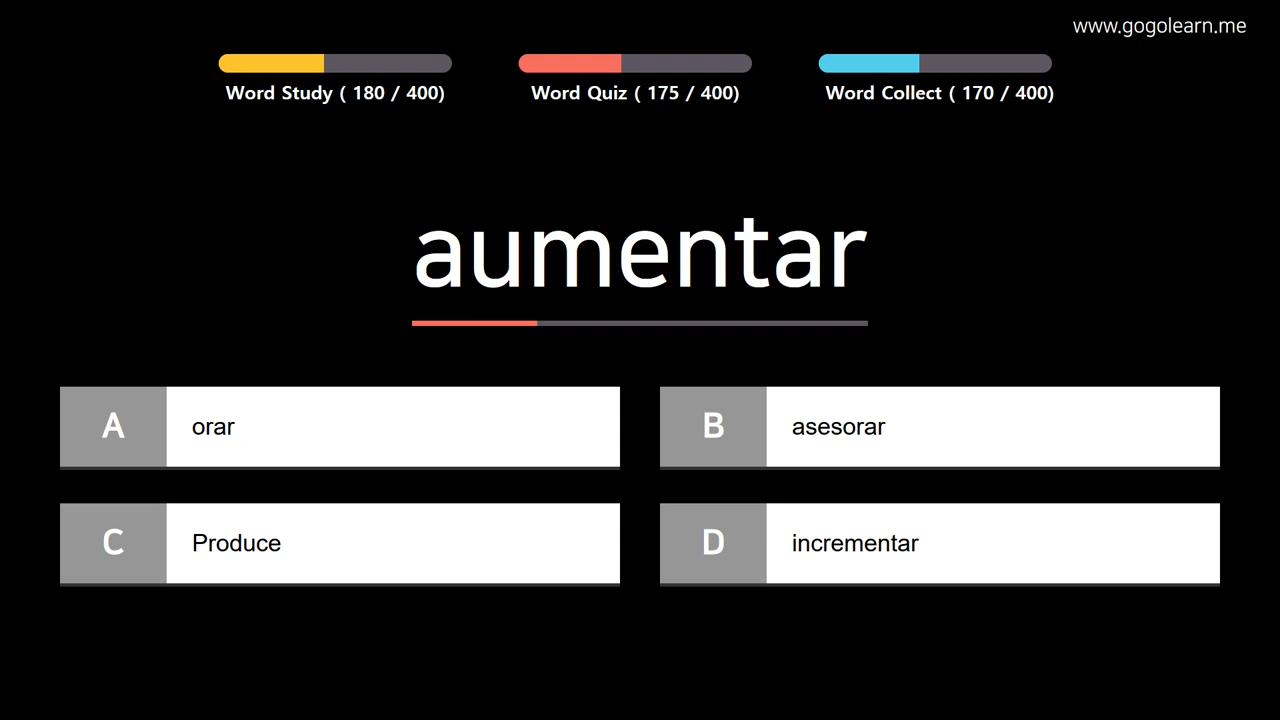 www.gogolearn.me
Word Study ( 180 / 400)
Word Quiz ( 175 / 400)
Word Collect ( 170 / 400)
aumentar
A orar
B asesorar
C Produce
D incrementar